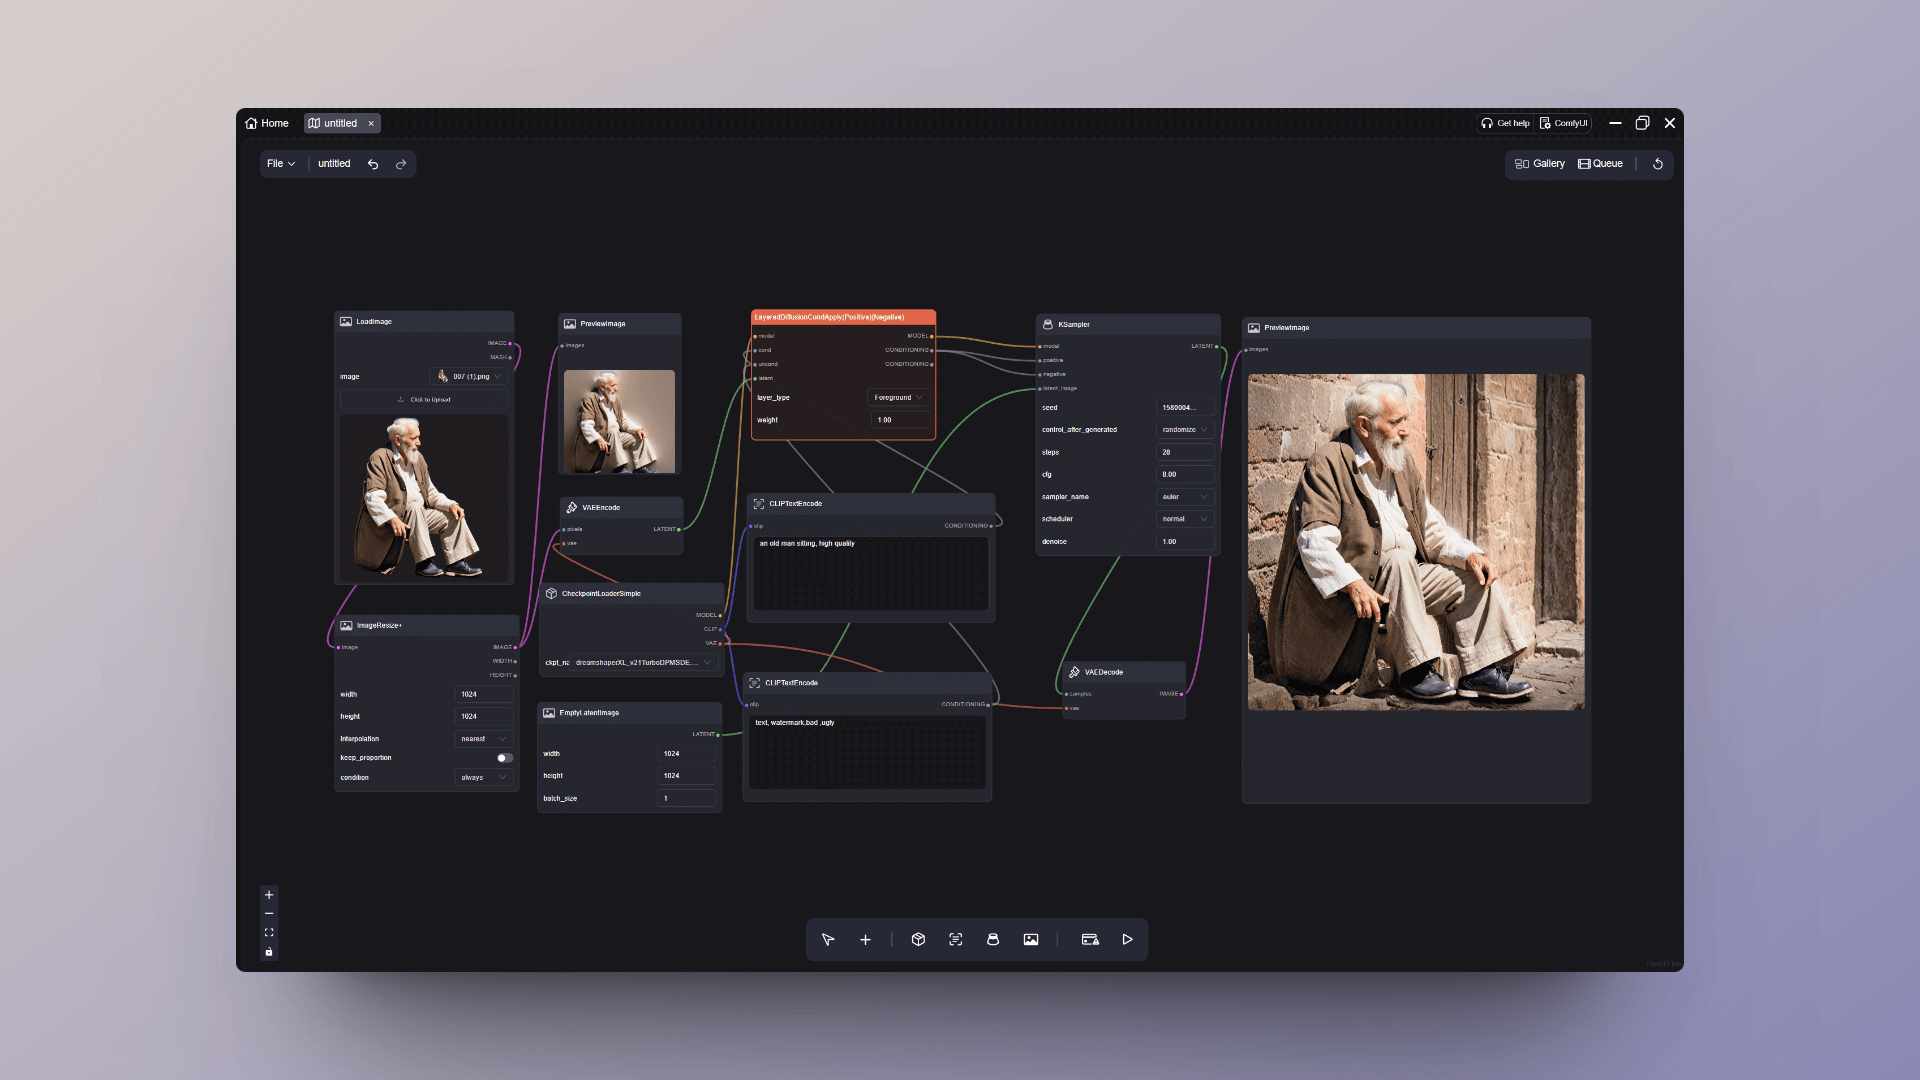 Home
untitled
Get help
ComfyUI
File
untitled
Gallery
Queue
LoadImage
IMAGE
MASK
image
007 (1).png
Click to Upload
ImageResize+
image
IMAGE
WIDTH
HEIGHT
width
1024
height
1024
interpolation
nearest
keep_proportion
condition
always
PreviewImage
images
VAEEncode
pixels
LATENT
vae
CheckpointLoaderSimple
MODEL
CLIP
VAE
ckpt_na
dreamshaperXL_v21TurboDPMSDE....
EmptyLatentImage
LATENT
width
1024
height
1024
batch_size
1
LayeredDiffusionCondApply(Positive)(Negative)
model
MODEL
cond
CONDITIONING
uncond
CONDITIONING
latent
layer_type
Foreground
weight
1.00
CLIPTextEncode
clip
CONDITIONING
an old man sitting, high quality
CLIPTextEncode
clip
CONDITIONING
text, watermark,bad ,ugly
KSampler
model
LATENT
positive
negative
latent_image
seed
1580004...
control_after_generated
randomize
steps
28
cfg
8.00
sampler_name
euler
scheduler
normal
denoise
1.00
VAEDecode
samples
IMAGE
vae
PreviewImage
images